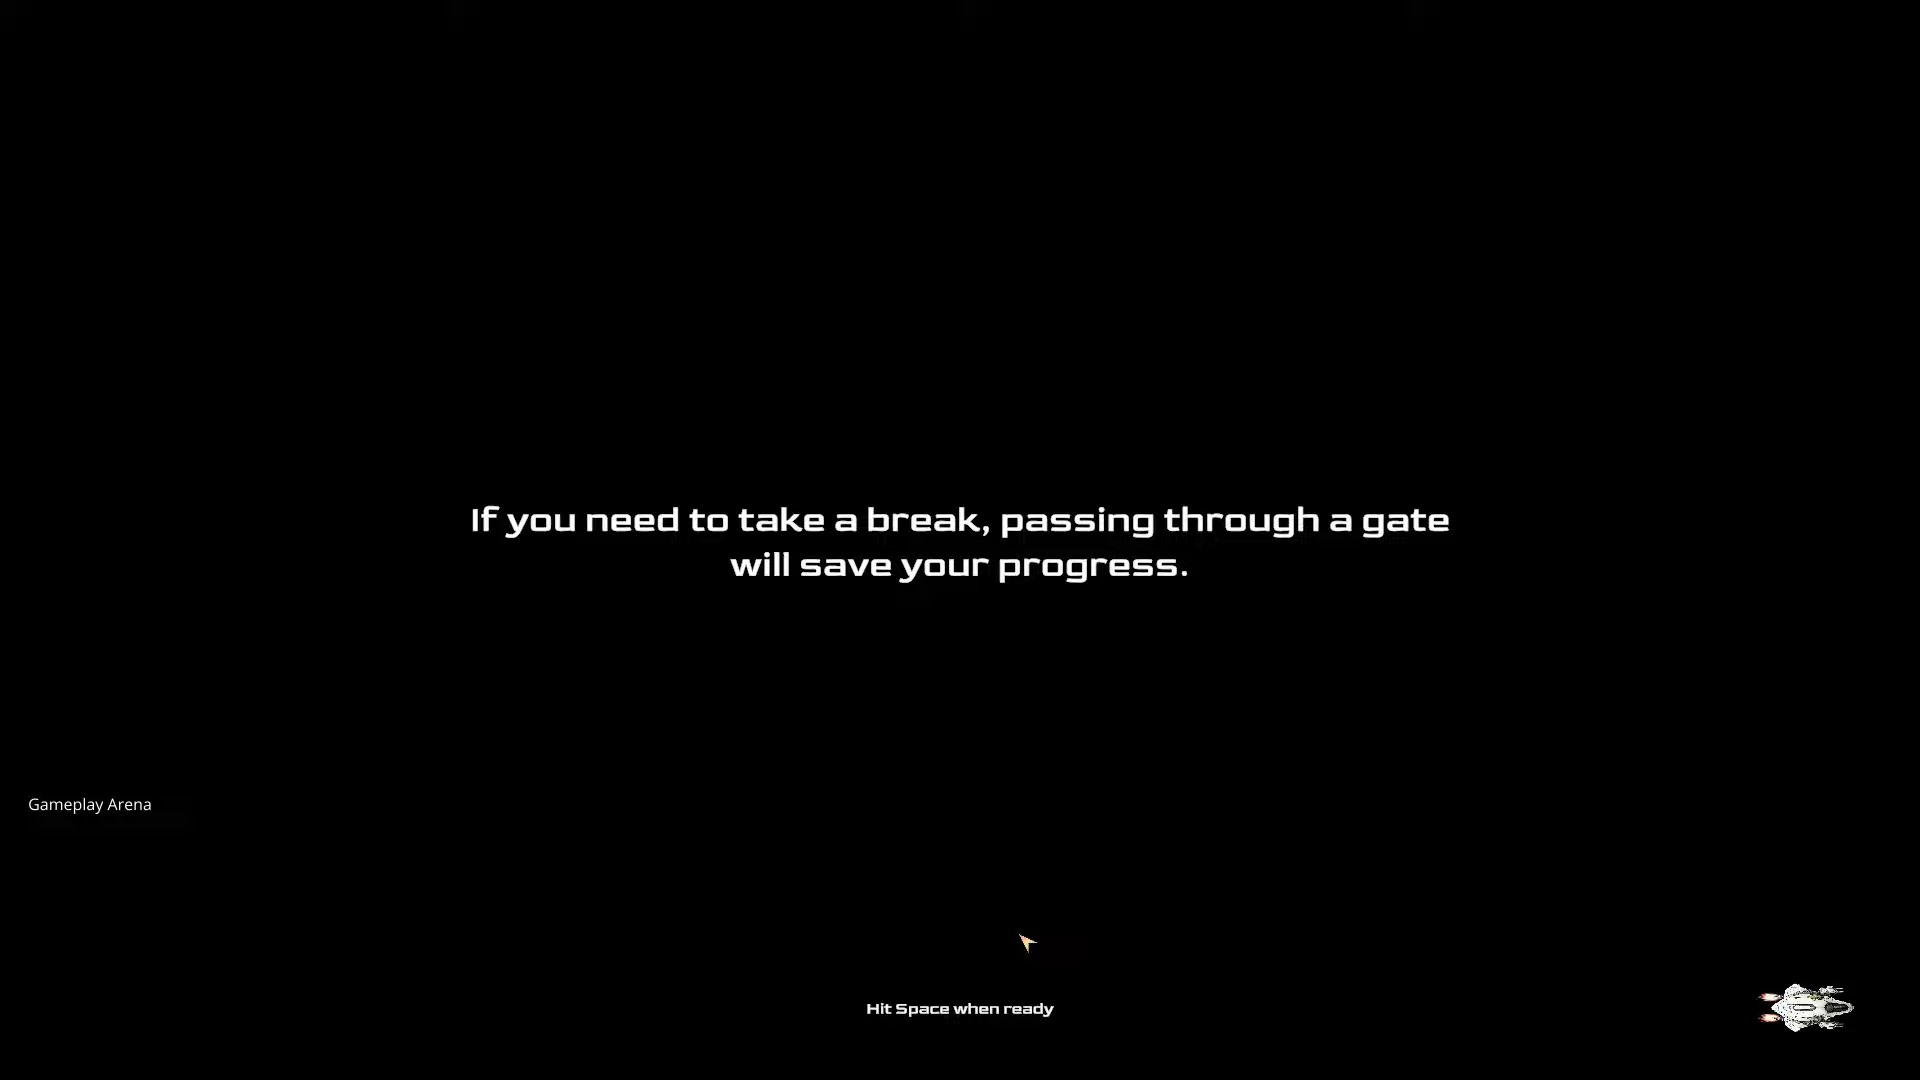 If you need to take a break, passing through a gate
will save your progress.
Gameplay Arena
Hit Space when ready